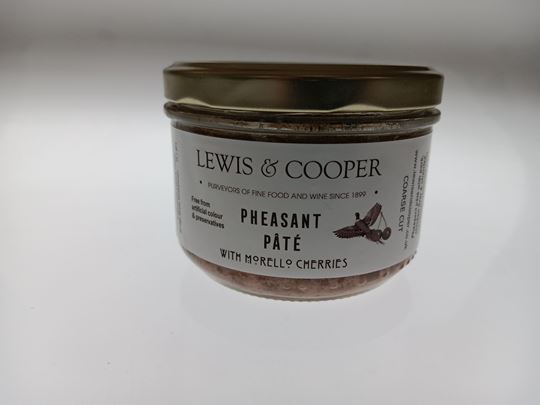 LEWIS & COOPER
• PURVEYORS OF FINE FOOD AND WINE SINCE 1899 •
Free from
artificial colour
& preservatives
PHEASANT
PÂTÉ
WITH MORELLO CHERRIES
COARSE CUT